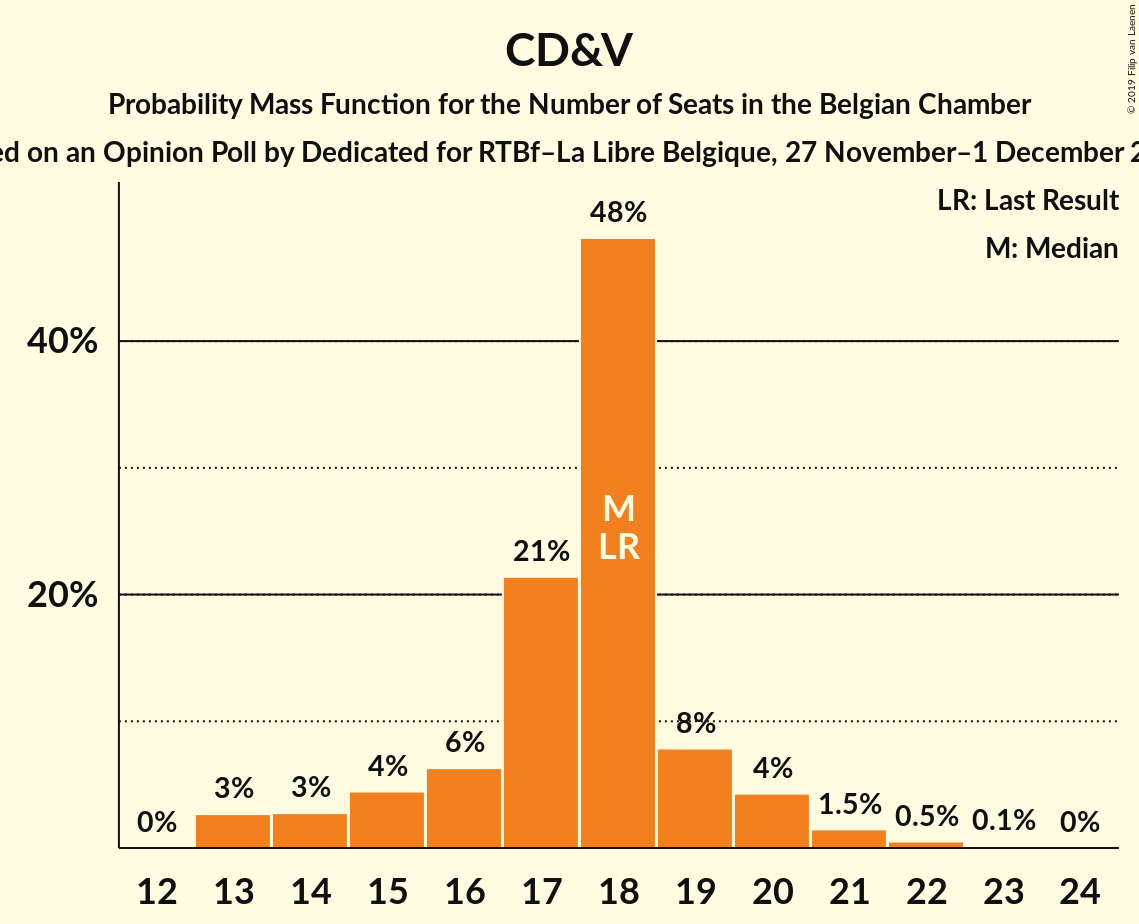 CD&V
Probability Mass Function for the Number of Seats in the Belgian Chamber
on an Opinion Poll by Dedicated for RTBf–La Libre Belgique, 27 November–1 December
© 2019 Filip van Laenen
LR: Last Result
M: Median
40%
20%
0%
3%
3%
4%
6%
21%
48%
8%
4%
1.5%
0.5%
0.1%
0%
M
LR
12 13 14 15 16 17 18 19 20 21 22 23 24